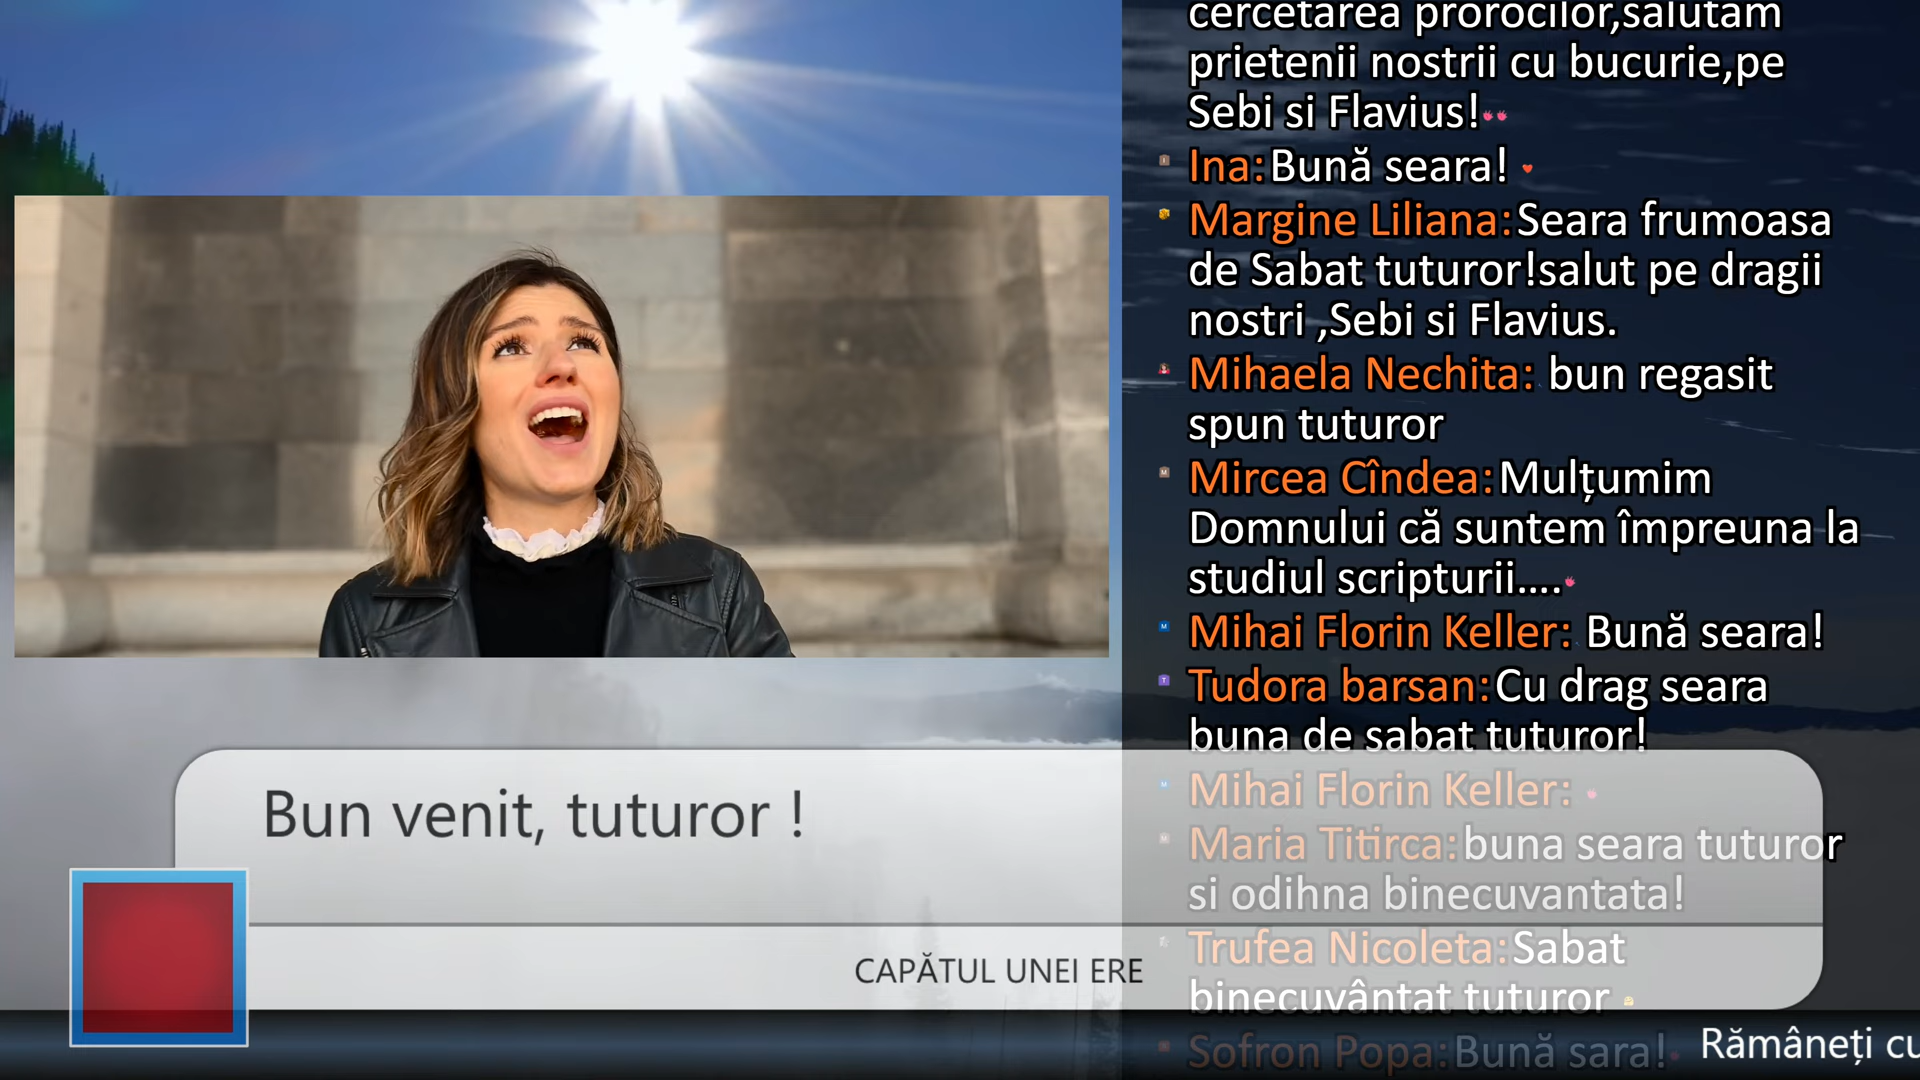 cercetarea prorocilor,salutam
prietenii nostrii cu bucurie,pe
Sebi si Flavius!
Ina:Bună seara!
Margine Liliana:Seara frumoasa
de Sabat tuturor!salut pe dragii
nostri ,Sebi si Flavius.
Mihaela Nechita: bun regasit
spun tuturor
Mircea Cîndea:Mulțumim
Domnului că suntem împreuna la
studiul scripturii....
Mihai Florin Keller: Bună seara!
Tudora barsan:Cu drag seara
buna de sabat tuturor!
Mihai Florin Keller:
Maria Titirca:buna seara tuturor
si odihna binecuvantata!
Trufea Nicoleta:Sabat
binecuvântat tuturor
Sofron Popa:Bună sara!
Bun venit, tuturor !
CAPĂTUL UNEI ERE
Rămâneți cu